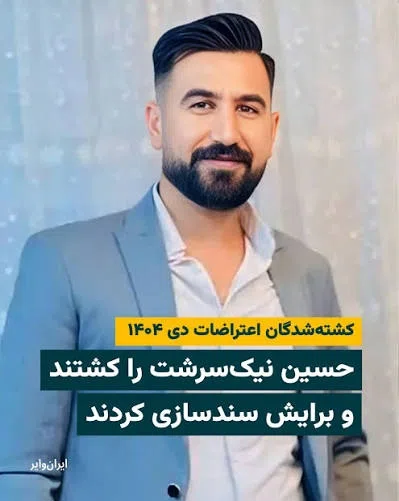 کشته‌شدگان اعتراضات دی ۱۴۰۴
حسین نیک‌سرشت را کشتند
و برایش سندسازی کردند
ایران‌وایر